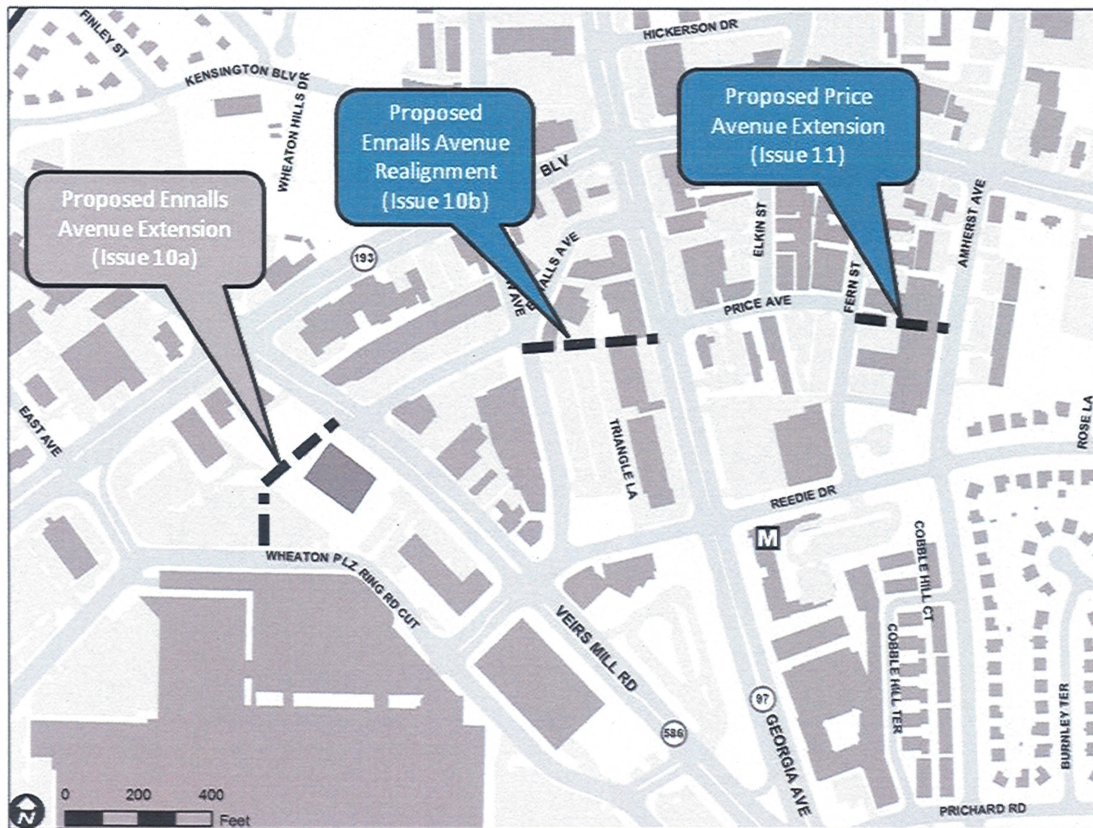 FINLEY ST
KENSINGTON BLV
WHEATON HILLS DR
HICKERSON DR
Proposed
Ennalls Avenue
Realignment
(Issue 10b)
Proposed Price
Avenue Extension
(Issue 11)
Proposed Ennalls
Avenue Extension
(Issue 10a)
BLV
193
AVE
ELKIN ST
FERN ST
AMHERST AVE
PRICE AVE
EAST AVE
TRIANGLE LA
ROSE LA
REEDIE DR
M
WHEATON PLZ RING RD CUT
COBBLE HILL CT
COBBLE HILL TER
VEIRS MILL RD
97
GEORGIA AVE
586
BURNLEY TER
PRICHARD RD
N
0 200 400
Feet